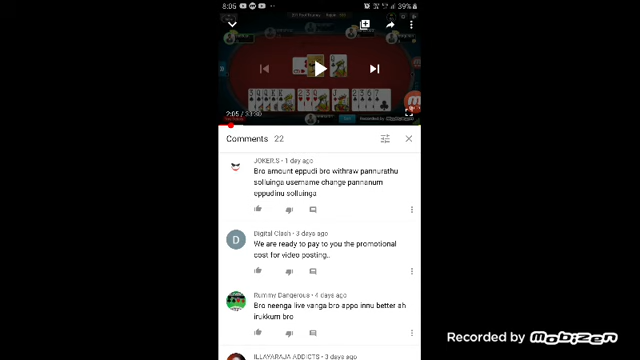 8:05
39%
2:05 / 33:30
Comments 22
JOKER.S • 1 day ago
Bro amount eppudi bro withraw pannurathu
solluinga username change pannanum
eppudinu solluinga
D
Digital Clash • 3 days ago
We are ready to pay to you the promotional
cost for video posting..
Rummy Dangerous • 4 days ago
Bro neenga live vanga bro appo innu better ah
irukkum bro
ILLAYARAJA ADDICTS • 3 days ago
Recorded by mobizen